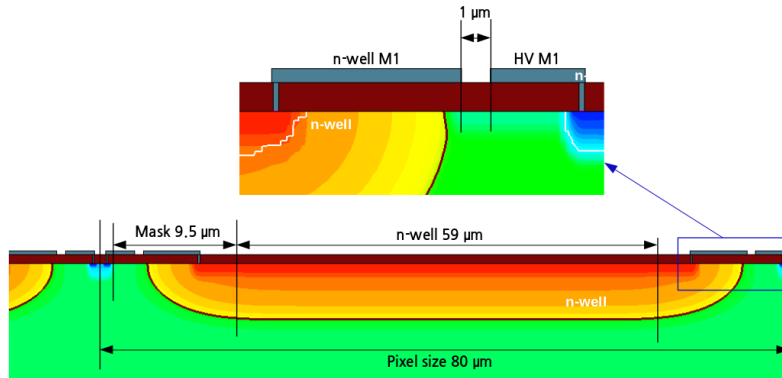 1 µm
n-well M1
HV M1
n-
n-well
Mask 9.5 µm
n-well 59 µm
n-well
Pixel size 80 µm